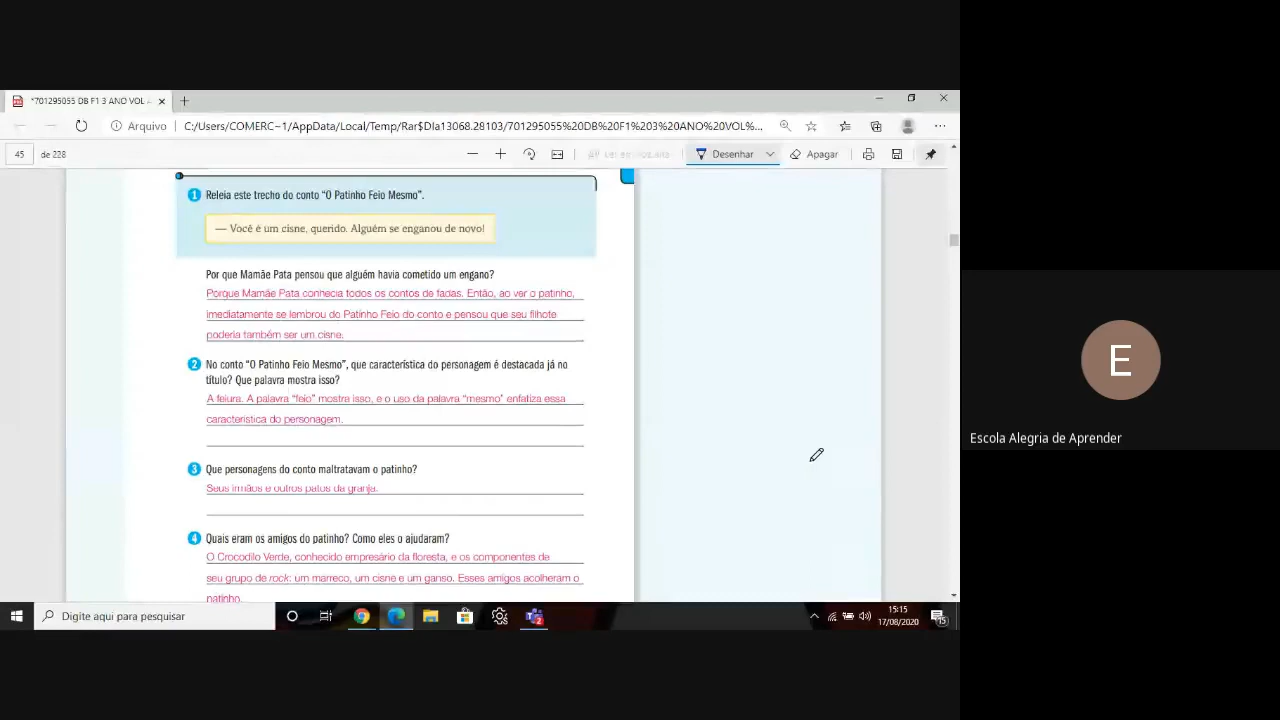 *701295055 DB F1 3 ANO VOL
Arquivo
C:/Users/COMERC~1/AppData/Local/Temp/Rar$DIa13068.28103/701295055%20DB%20F1%203%20ANO%20VOL%...
45 de 228
Desenhar
Apagar
1 Releia este trecho do conto “O Patinho Feio Mesmo”.
— Você é um cisne, querido. Alguém se enganou de novo!
Por que Mamãe Pata pensou que alguém havia cometido um engano?
Porque Mamãe Pata conhecia todos os contos de fadas. Então, ao ver o patinho,
imediatamente se lembrou do Patinho Feio do conto e pensou que seu filhote
poderia também ser um cisne.
2 No conto “O Patinho Feio Mesmo”, que característica do personagem é destacada já no
título? Que palavra mostra isso?
A feiura. A palavra “feio” mostra isso, e o uso da palavra “mesmo” enfatiza essa
característica do personagem.
3 Que personagens do conto maltratavam o patinho?
Seus irmãos e outros patos da granja.
4 Quais eram os amigos do patinho? Como eles o ajudaram?
O Crocodilo Verde, conhecido empresário da floresta, e os componentes de
seu grupo de rock: um marreco, um cisne e um ganso. Esses amigos acolheram o
patinho.
E
Escola Alegria de Aprender
Digite aqui para pesquisar
15:15
17/08/2020
15